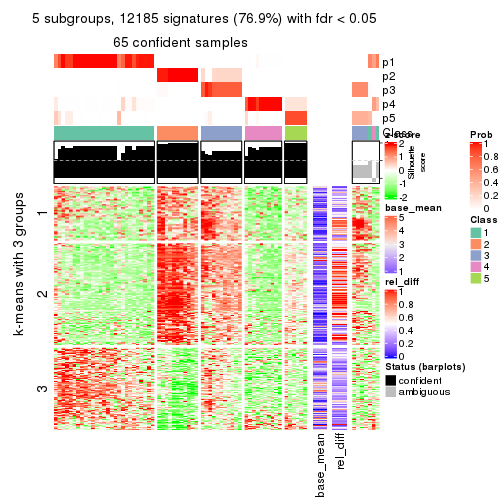 5 subgroups, 12185 signatures (76.9%) with fdr < 0.05
65 confident samples
p1
p2
p3
p4
p5
Class
Silhouette
score
k-means with 3 groups
1
2
3
base_mean
rel_diff
z-score
2
1
0
-1
-2
base_mean
5
4
3
2
1
rel_diff
1
0.8
0.6
0.4
0.2
0
Status (barplots)
confident
ambiguous
Prob
1
0.8
0.6
0.4
0.2
0
Class
1
2
3
4
5